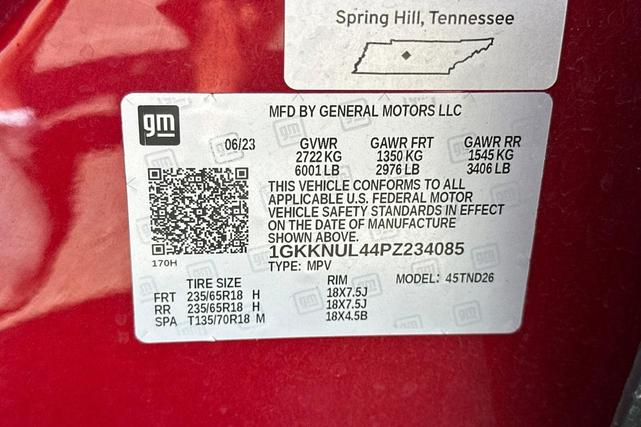 Spring Hill, Tennessee
gm
MFD BY GENERAL MOTORS LLC
06/23 GVWR GAWR FRT GAWR RR
2722 KG 1350 KG 1545 KG
6001 LB 2976 LB 3406 LB
THIS VEHICLE CONFORMS TO ALL
APPLICABLE U.S. FEDERAL MOTOR
VEHICLE SAFETY STANDARDS IN EFFECT
ON THE DATE OF MANUFACTURE
SHOWN ABOVE.
1GKKNUL44PZ234085
170H
TYPE: MPV
TIRE SIZE RIM MODEL: 45TND26
FRT 235/65R18 H 18X7.5J
RR 235/65R18 H 18X7.5J
SPA T135/70R18 M 18X4.5B